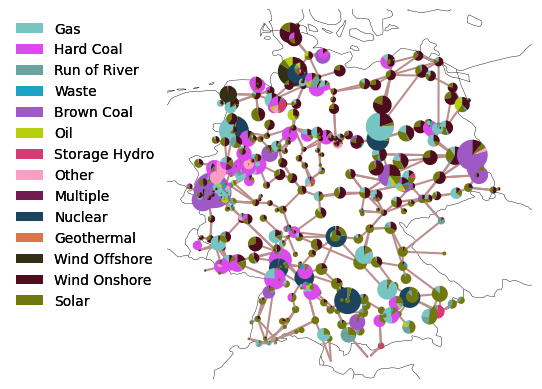 Gas
Hard Coal
Run of River
Waste
Brown Coal
Oil
Storage Hydro
Other
Multiple
Nuclear
Geothermal
Wind Offshore
Wind Onshore
Solar